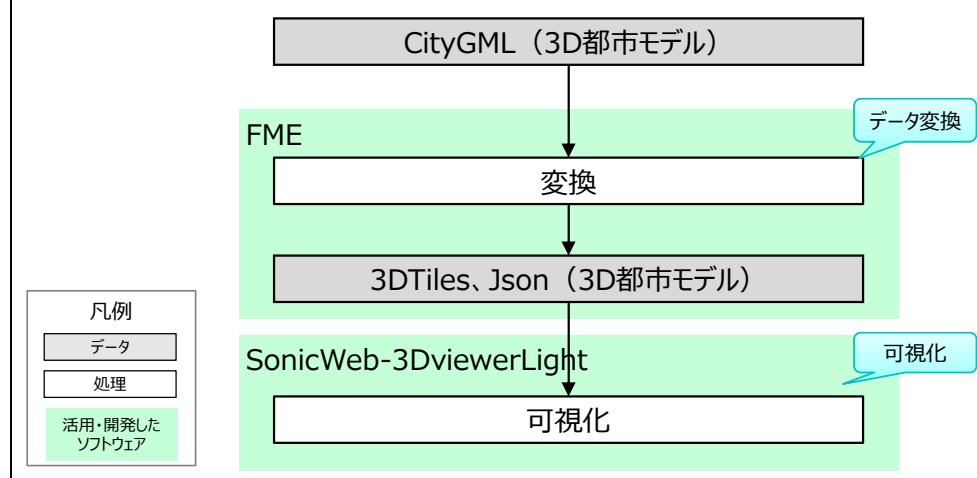 CityGML（3D都市モデル）
データ変換
FME
変換
3DTiles、Json（3D都市モデル）
SonicWeb-3DviewerLight
可視化
可視化
凡例
データ
処理
活用・開発した
ソフトウェア